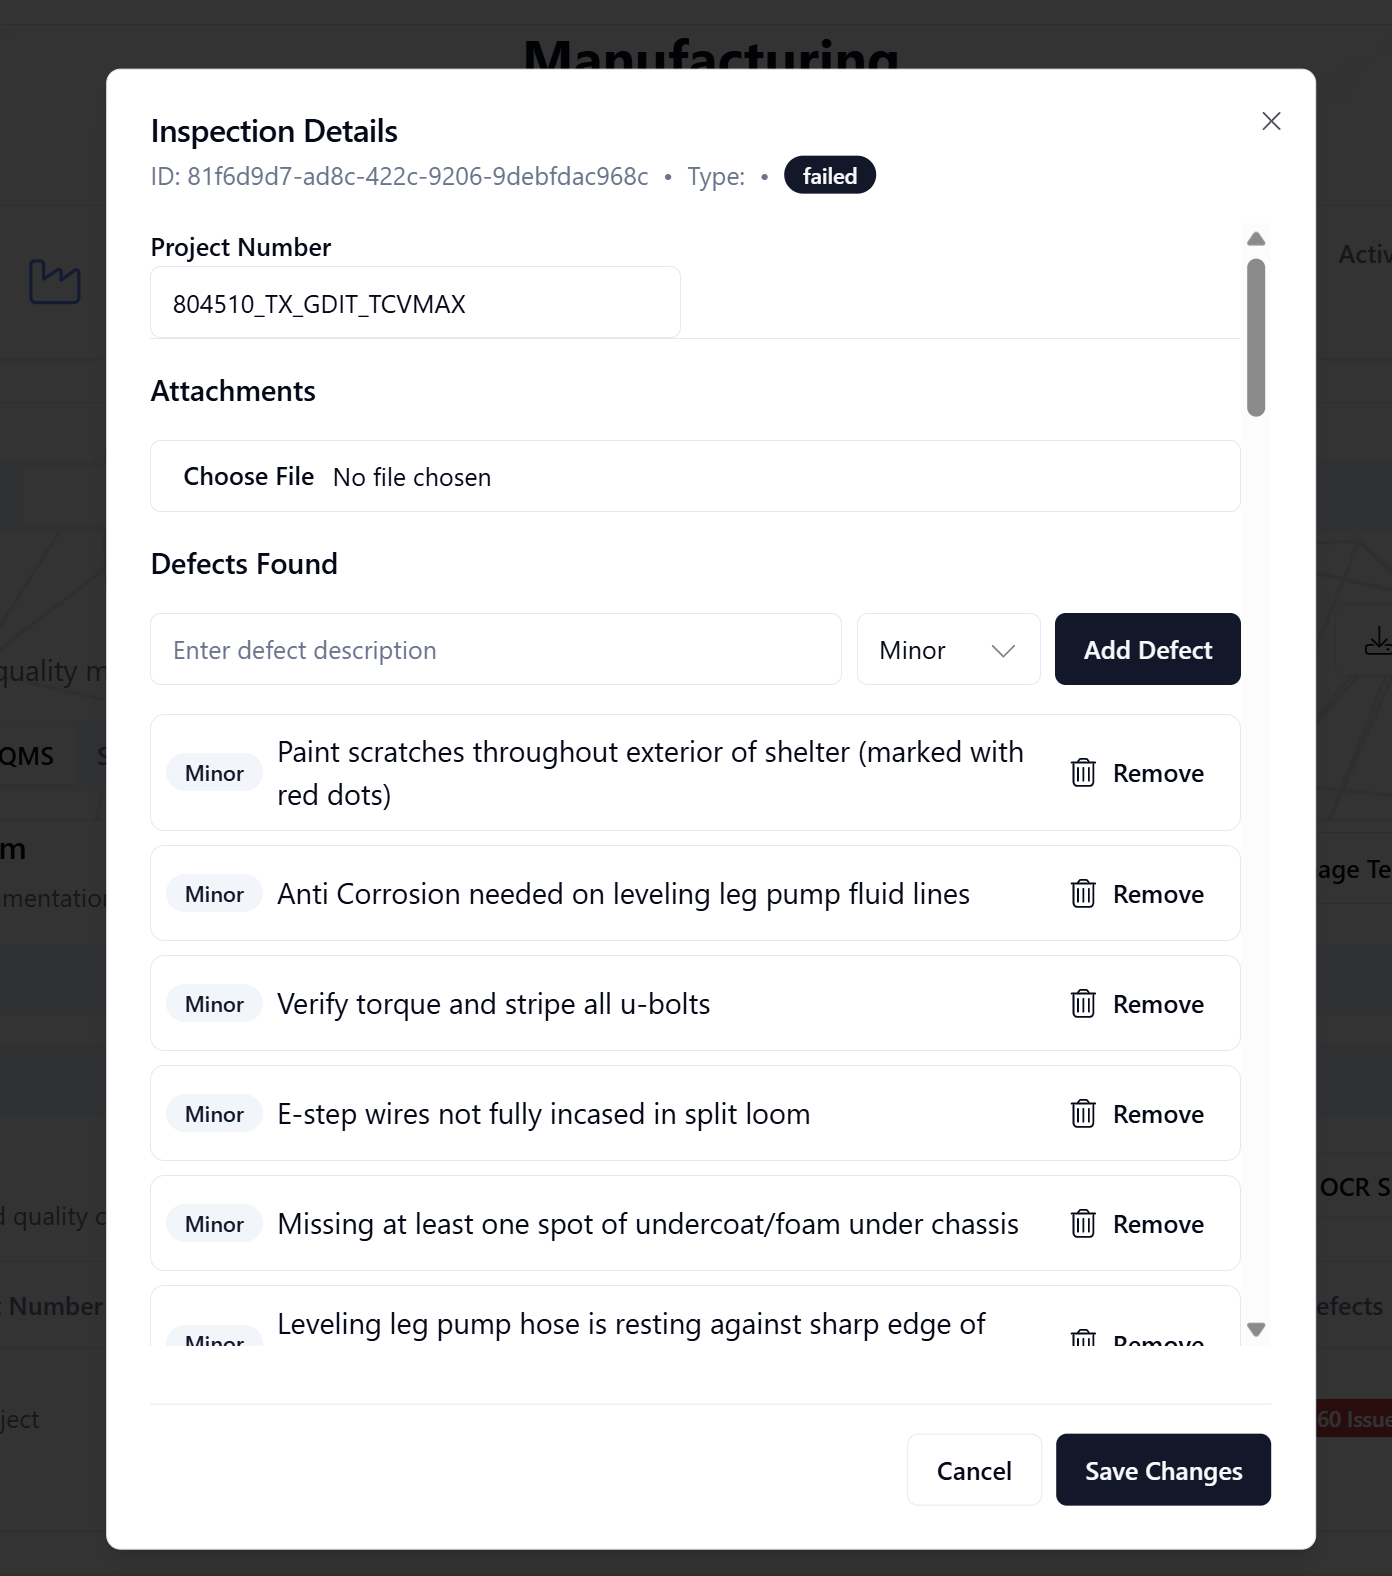 Manufacturing
Inspection Details
ID: 81f6d9d7-ad8c-422c-9206-9debfdac968c • Type: • failed
Project Number
Activ
804510_TX_GDIT_TCVMAX
Attachments
Choose File No file chosen
Defects Found
Enter defect description Minor Add Defect
quality m
QMS S
Minor Paint scratches throughout exterior of shelter (marked with
red dots) Remove
m
age Te
mentation
Minor Anti Corrosion needed on leveling leg pump fluid lines Remove
Minor Verify torque and stripe all u-bolts Remove
Minor E-step wires not fully incased in split loom Remove
OCR S
d quality c
Minor Missing at least one spot of undercoat/foam under chassis Remove
t Number
efects
Minor Leveling leg pump hose is resting against sharp edge of Remove
ject
60 Issue
Cancel Save Changes